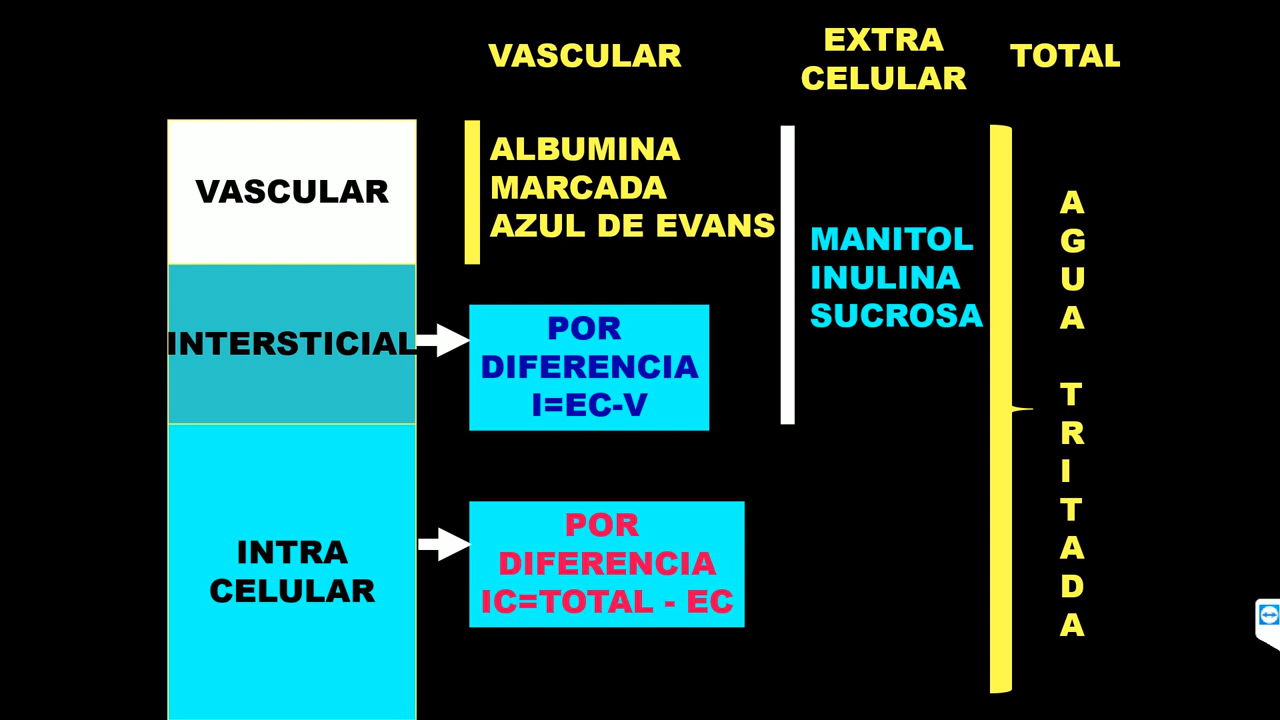 VASCULAR
EXTRA
CELULAR
TOTAL
VASCULAR
ALBUMINA
MARCADA
AZUL DE EVANS
MANITOL
INULINA
SUCROSA
INTERSTICIAL
POR
DIFERENCIA
I=EC-V
INTRA
CELULAR
POR
DIFERENCIA
IC=TOTAL - EC
A
G
U
A
T
R
I
T
A
D
A